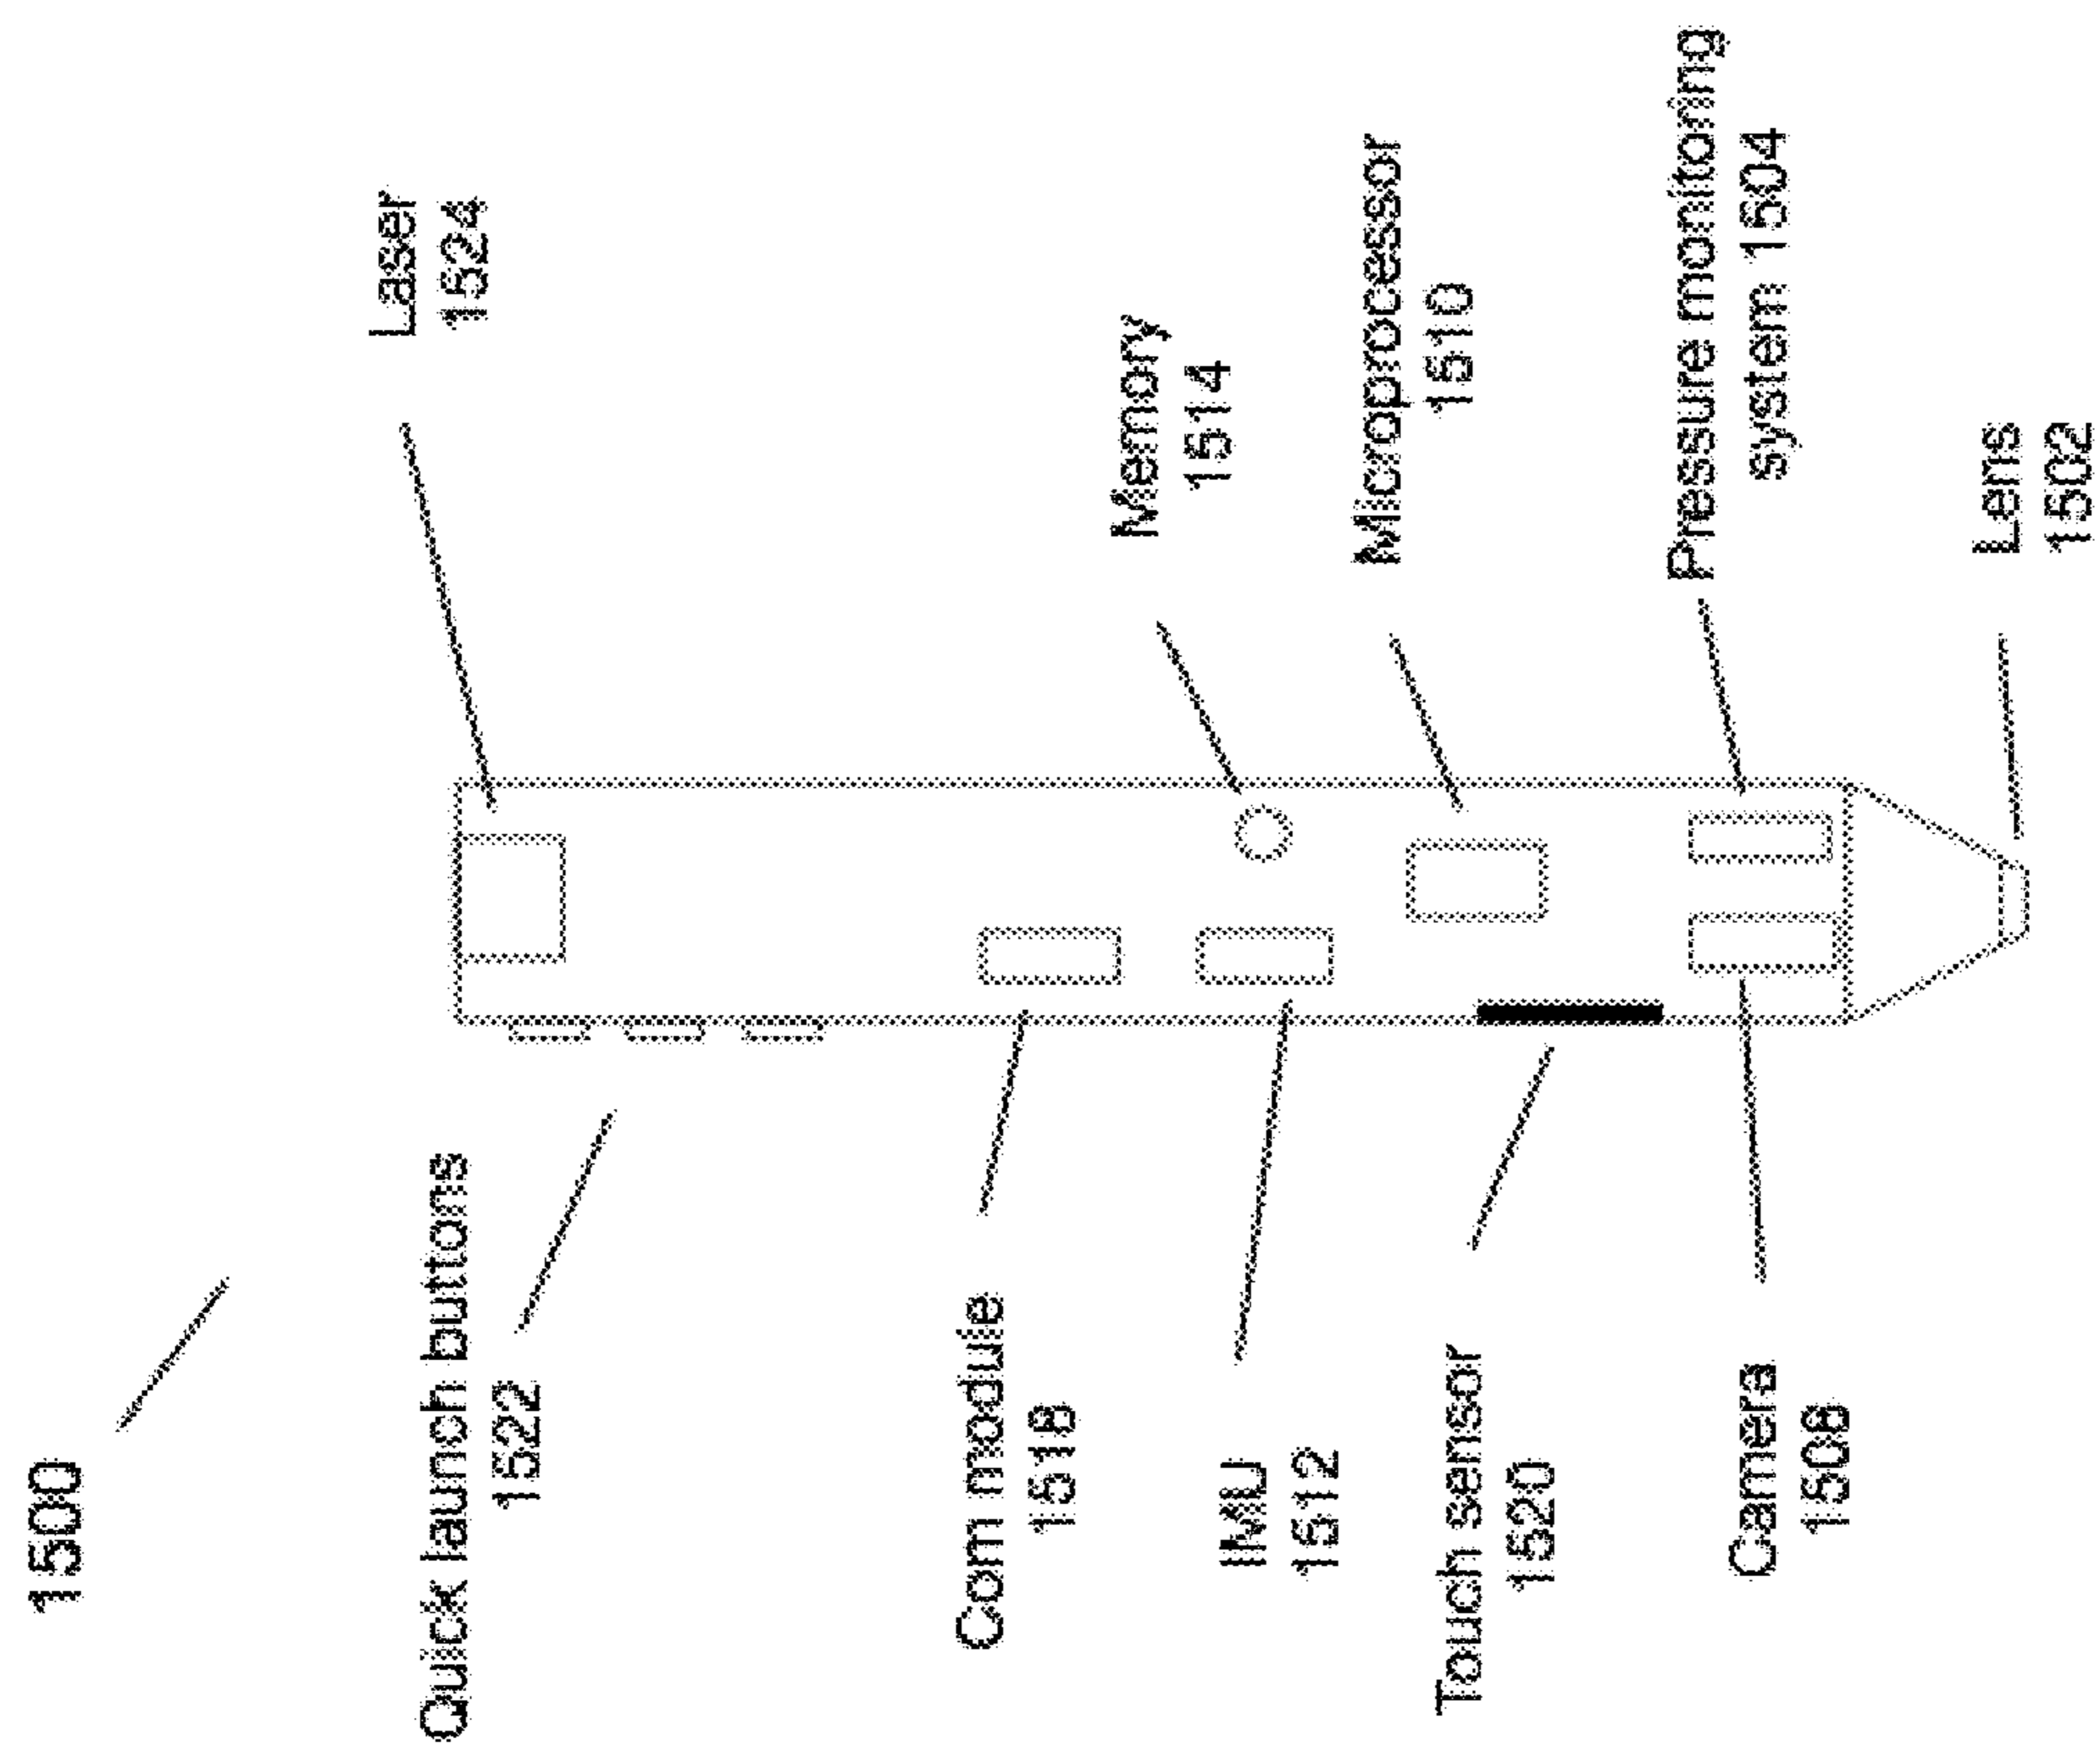 1500
Laser
1524
Quick launch buttons
1522
Com module
1518
Memory
1514
IMU
1512
Microprocessor
1510
Touch sensor
1520
Pressure monitoring
system 1504
Camera
1508
Lens
1502